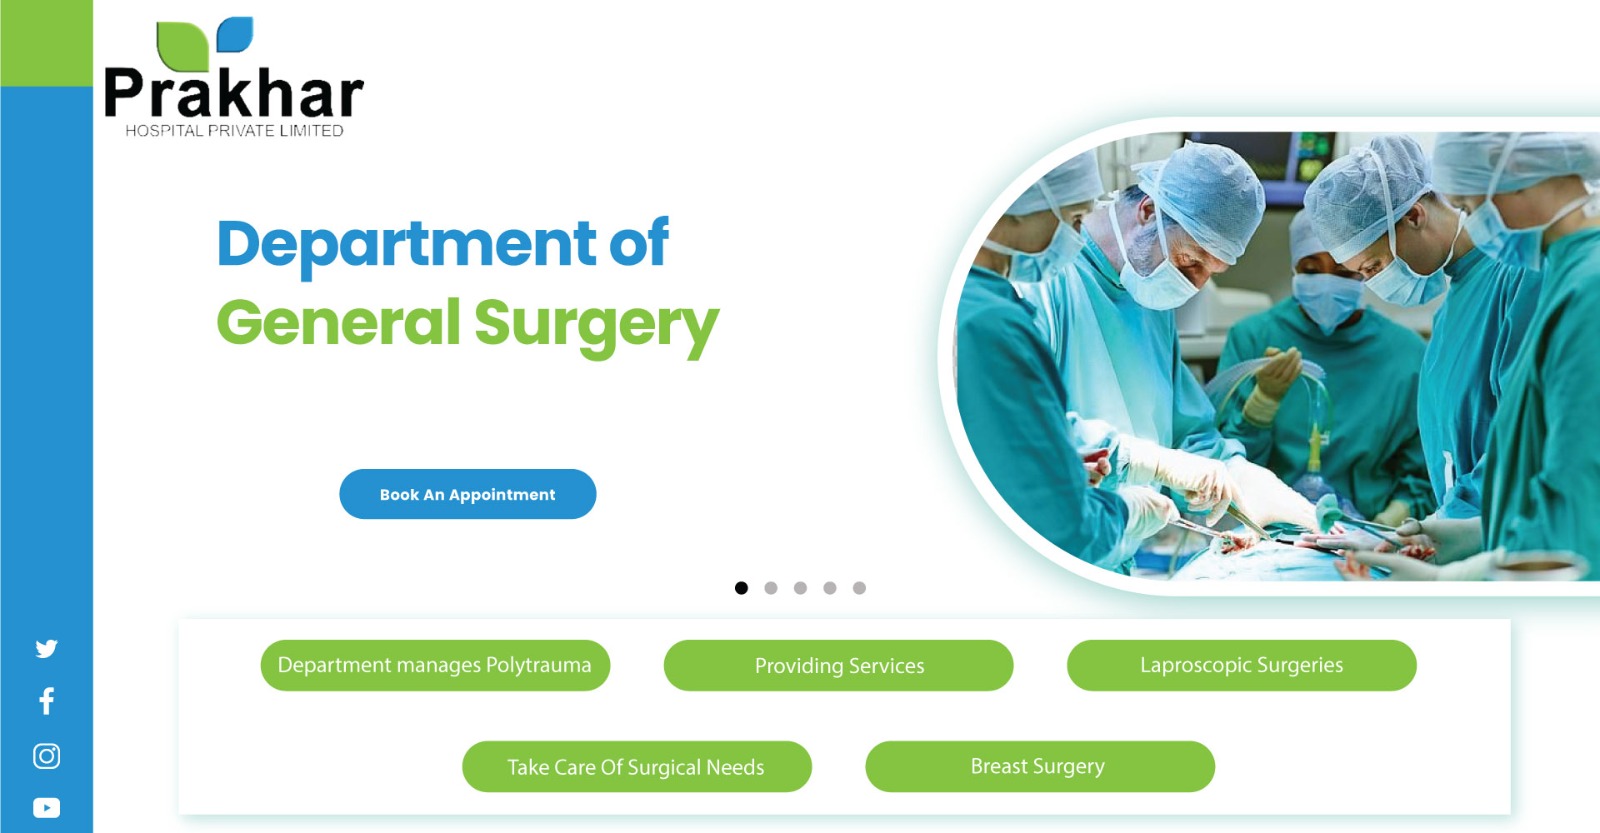 Prakhar
HOSPITAL PRIVATE LIMITED
Department of
General Surgery
Book An Appointment
Department manages Polytrauma
Providing Services
Laproscopic Surgeries
Take Care Of Surgical Needs
Breast Surgery